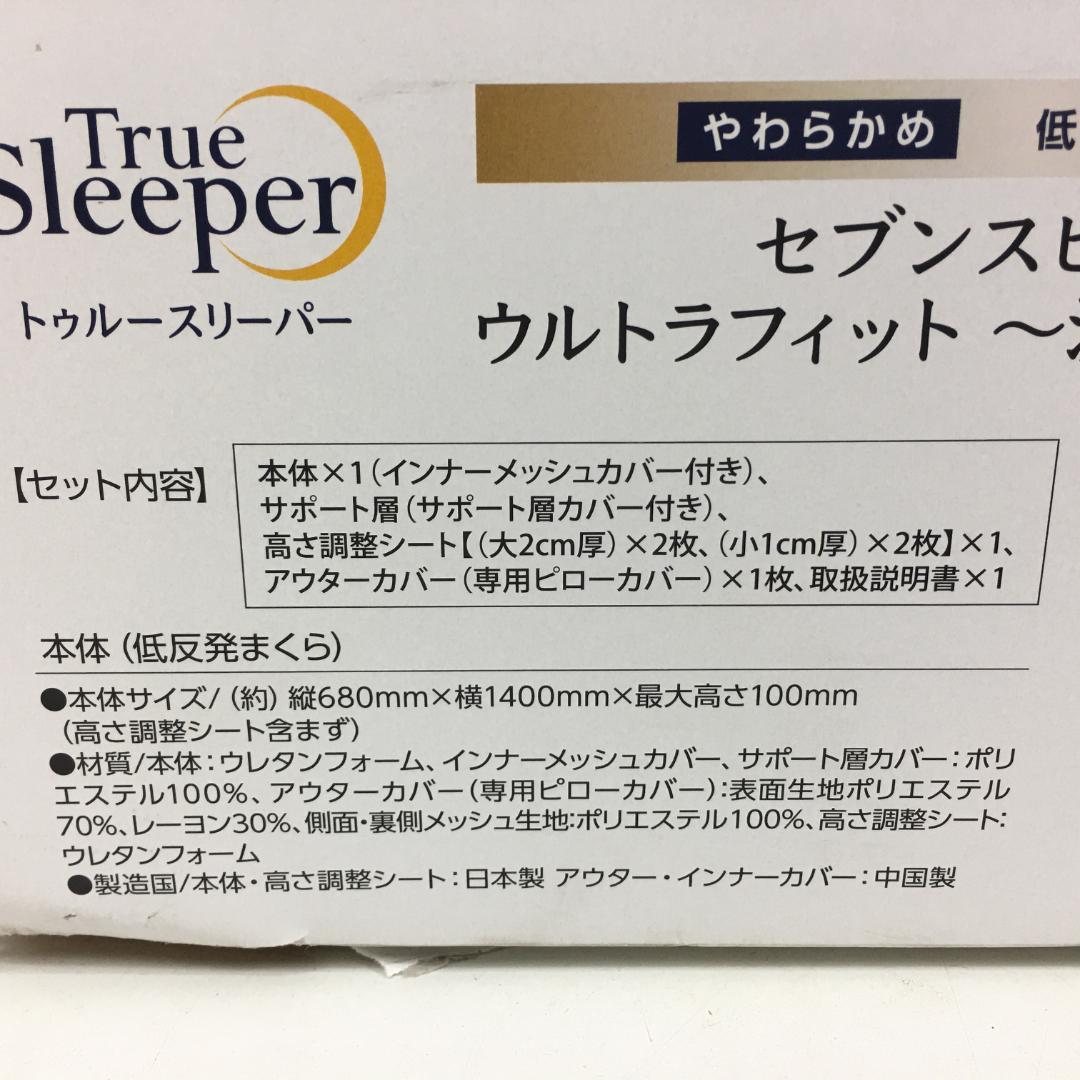 True
Sleeper
トゥルースリーパー
やわらかめ 低
セブンスピ
ウルトラフィット ～
【セット内容】
本体×1(インナーメッシュカバー付き)、
サポート層(サポート層カバー付き)、
高さ調整シート【(大2cm厚)×2枚、(小1cm厚)×2枚】×1、
アウターカバー(専用ピローカバー)×1枚、取扱説明書×1
本体(低反発まくら)
●本体サイズ/(約)縦680mm×横1400mm×最大高さ100mm
(高さ調整シート含まず)
●材質/本体:ウレタンフォーム、インナーメッシュカバー、サポート層カバー:ポリ
エステル100%、アウターカバー(専用ピローカバー):表面生地ポリエステル
70%、レーヨン30%、側面・裏側メッシュ生地:ポリエステル100%、高さ調整シート:
ウレタンフォーム
●製造国/本体・高さ調整シート:日本製 アウター・インナーカバー:中国製